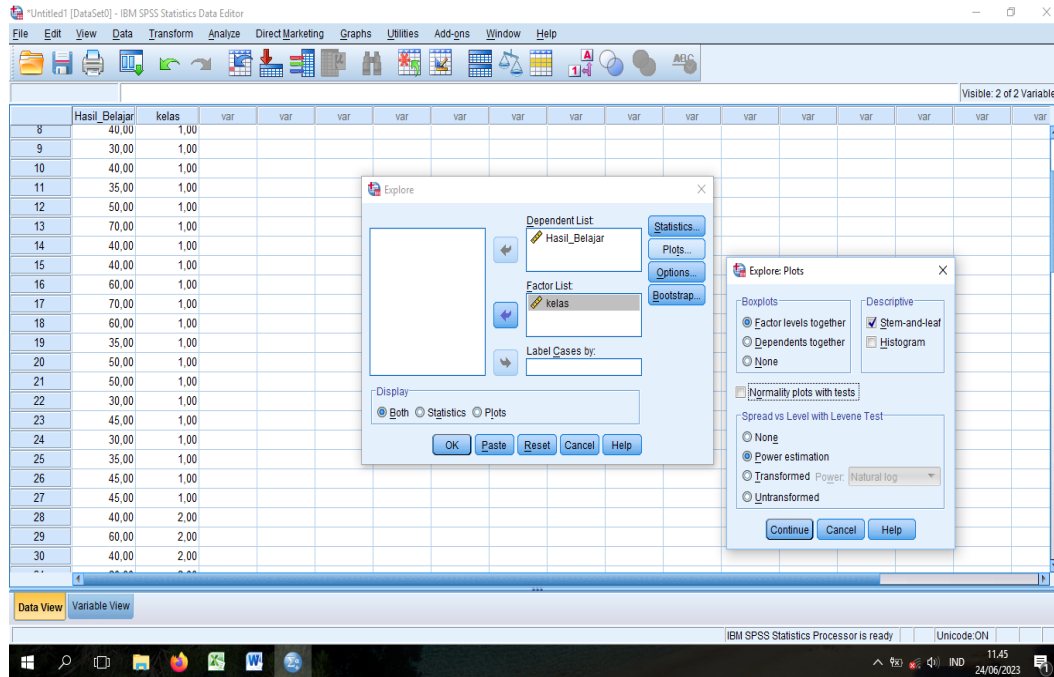 *Untitled1 [DataSet0] - IBM SPSS Statistics Data Editor
File Edit View Data Transform Analyze Direct Marketing Graphs Utilities Add-ons Window Help
Visible: 2 of 2 Variable
Hasil_Belajar kelas var var var var var var var var var var var var var var var
8 40,00 1,00
9 30,00 1,00
10 40,00 1,00
11 35,00 1,00
12 50,00 1,00
13 70,00 1,00
14 40,00 1,00
15 40,00 1,00
16 60,00 1,00
17 70,00 1,00
18 60,00 1,00
19 35,00 1,00
20 50,00 1,00
21 50,00 1,00
22 30,00 1,00
23 45,00 1,00
24 30,00 1,00
25 35,00 1,00
26 45,00 1,00
27 45,00 1,00
28 40,00 2,00
29 60,00 2,00
30 40,00 2,00
Explore
Dependent List:
Hasil_Belajar
Factor List:
kelas
Label Cases by:
Statistics...
Plots...
Options...
Bootstrap...
Display
Both Statistics Plots
OK Paste Reset Cancel Help
Explore: Plots
Boxplots
Factor levels together
Dependents together
None
Descriptive
Stem-and-leaf
Histogram
Normality plots with tests
Spread vs Level with Levene Test
None
Power estimation
Transformed Power: Natural log
Untransformed
Continue Cancel Help
Data View Variable View
IBM SPSS Statistics Processor is ready Unicode:ON
IND
11.45
24/06/2023